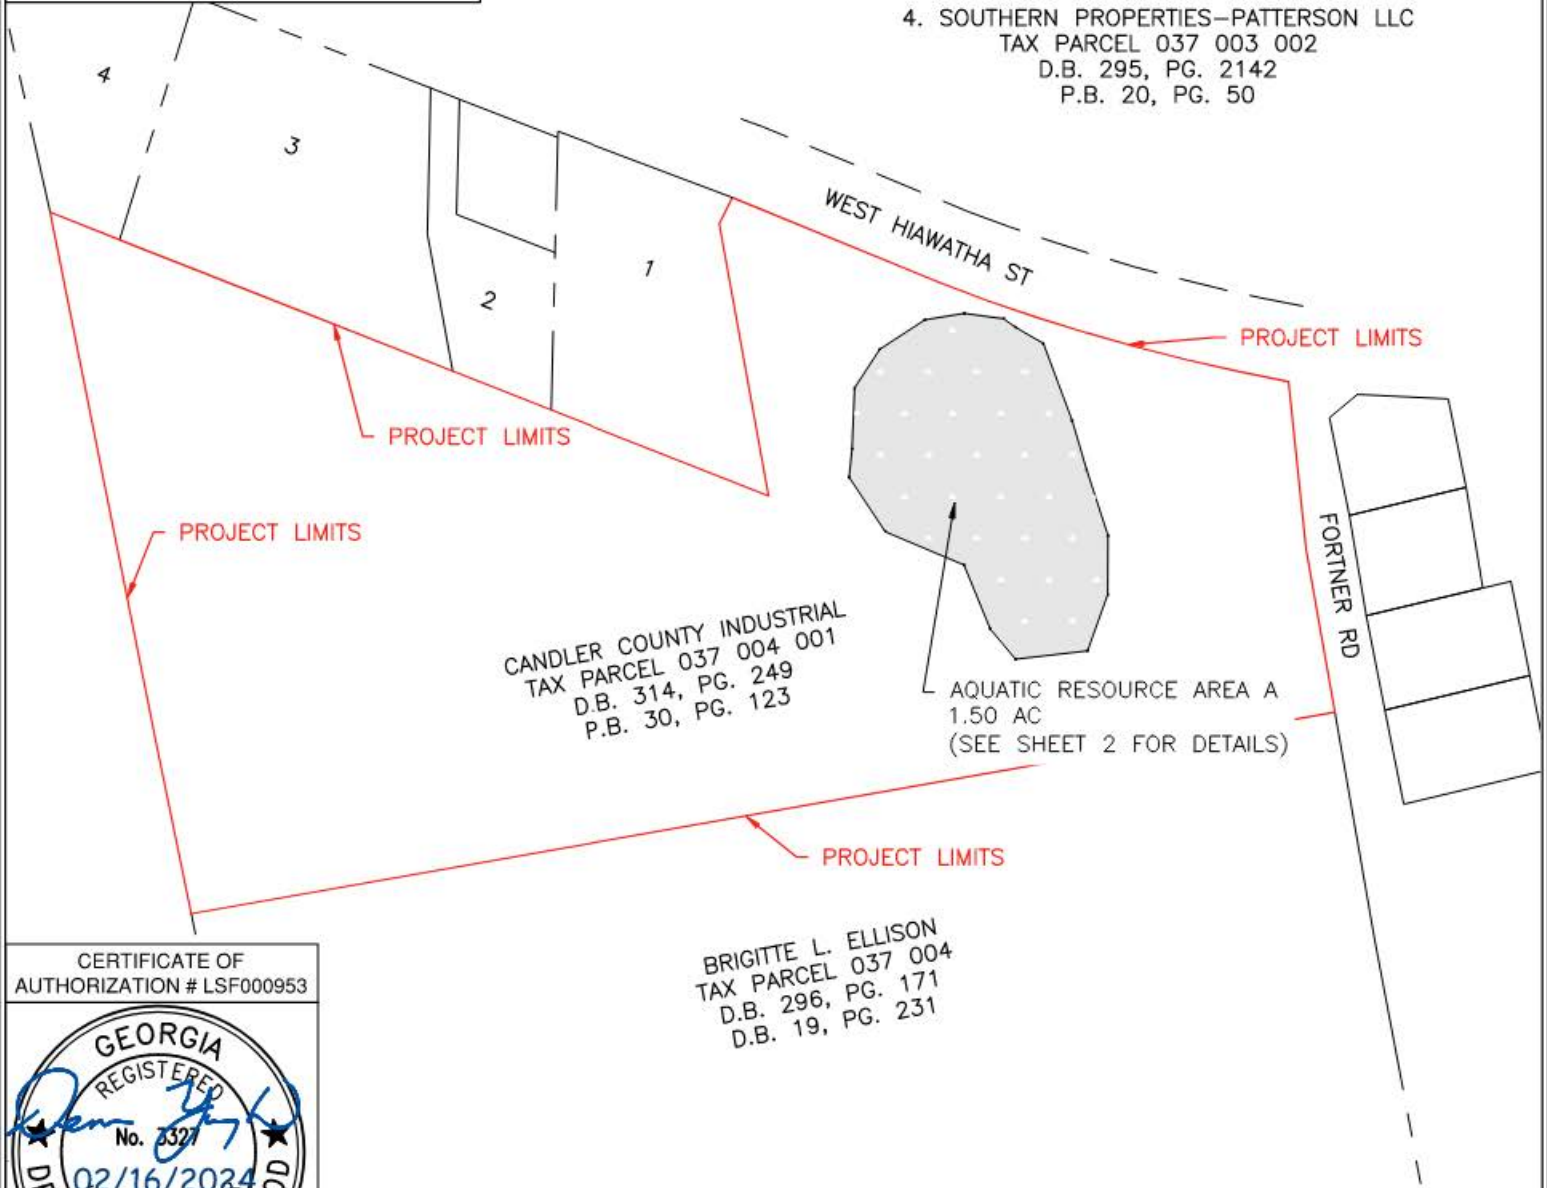 4. SOUTHERN PROPERTIES-PATTERSON LLC
TAX PARCEL 037 003 002
D.B. 295, PG. 2142
P.B. 20, PG. 50
4
3
2
1
WEST HIAWATHA ST
PROJECT LIMITS
PROJECT LIMITS
PROJECT LIMITS
FORTNER RD
CANDLER COUNTY INDUSTRIAL
TAX PARCEL 037 004 001
D.B. 314, PG. 249
P.B. 30, PG. 123
AQUATIC RESOURCE AREA A
1.50 AC
(SEE SHEET 2 FOR DETAILS)
PROJECT LIMITS
BRIGITTE L. ELLISON
TAX PARCEL 037 004
D.B. 296, PG. 171
D.B. 19, PG. 231
CERTIFICATE OF
AUTHORIZATION # LSF000953
GEORGIA
REGISTERED
No. 3327
02/16/2024